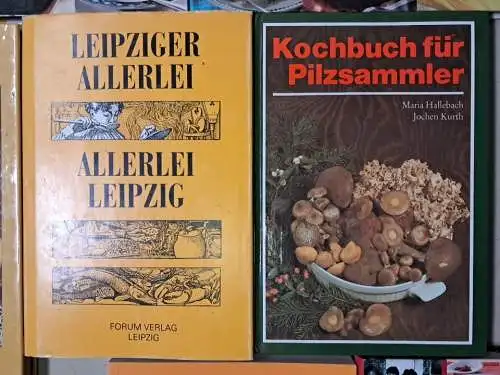 LEIPZIGER
ALLERLEI
ALLERLEI
LEIPZIG
FORUM VERLAG
LEIPZIG
Kochbuch für
Pilzsammler
Maria Hallebach
Jochen Kurth